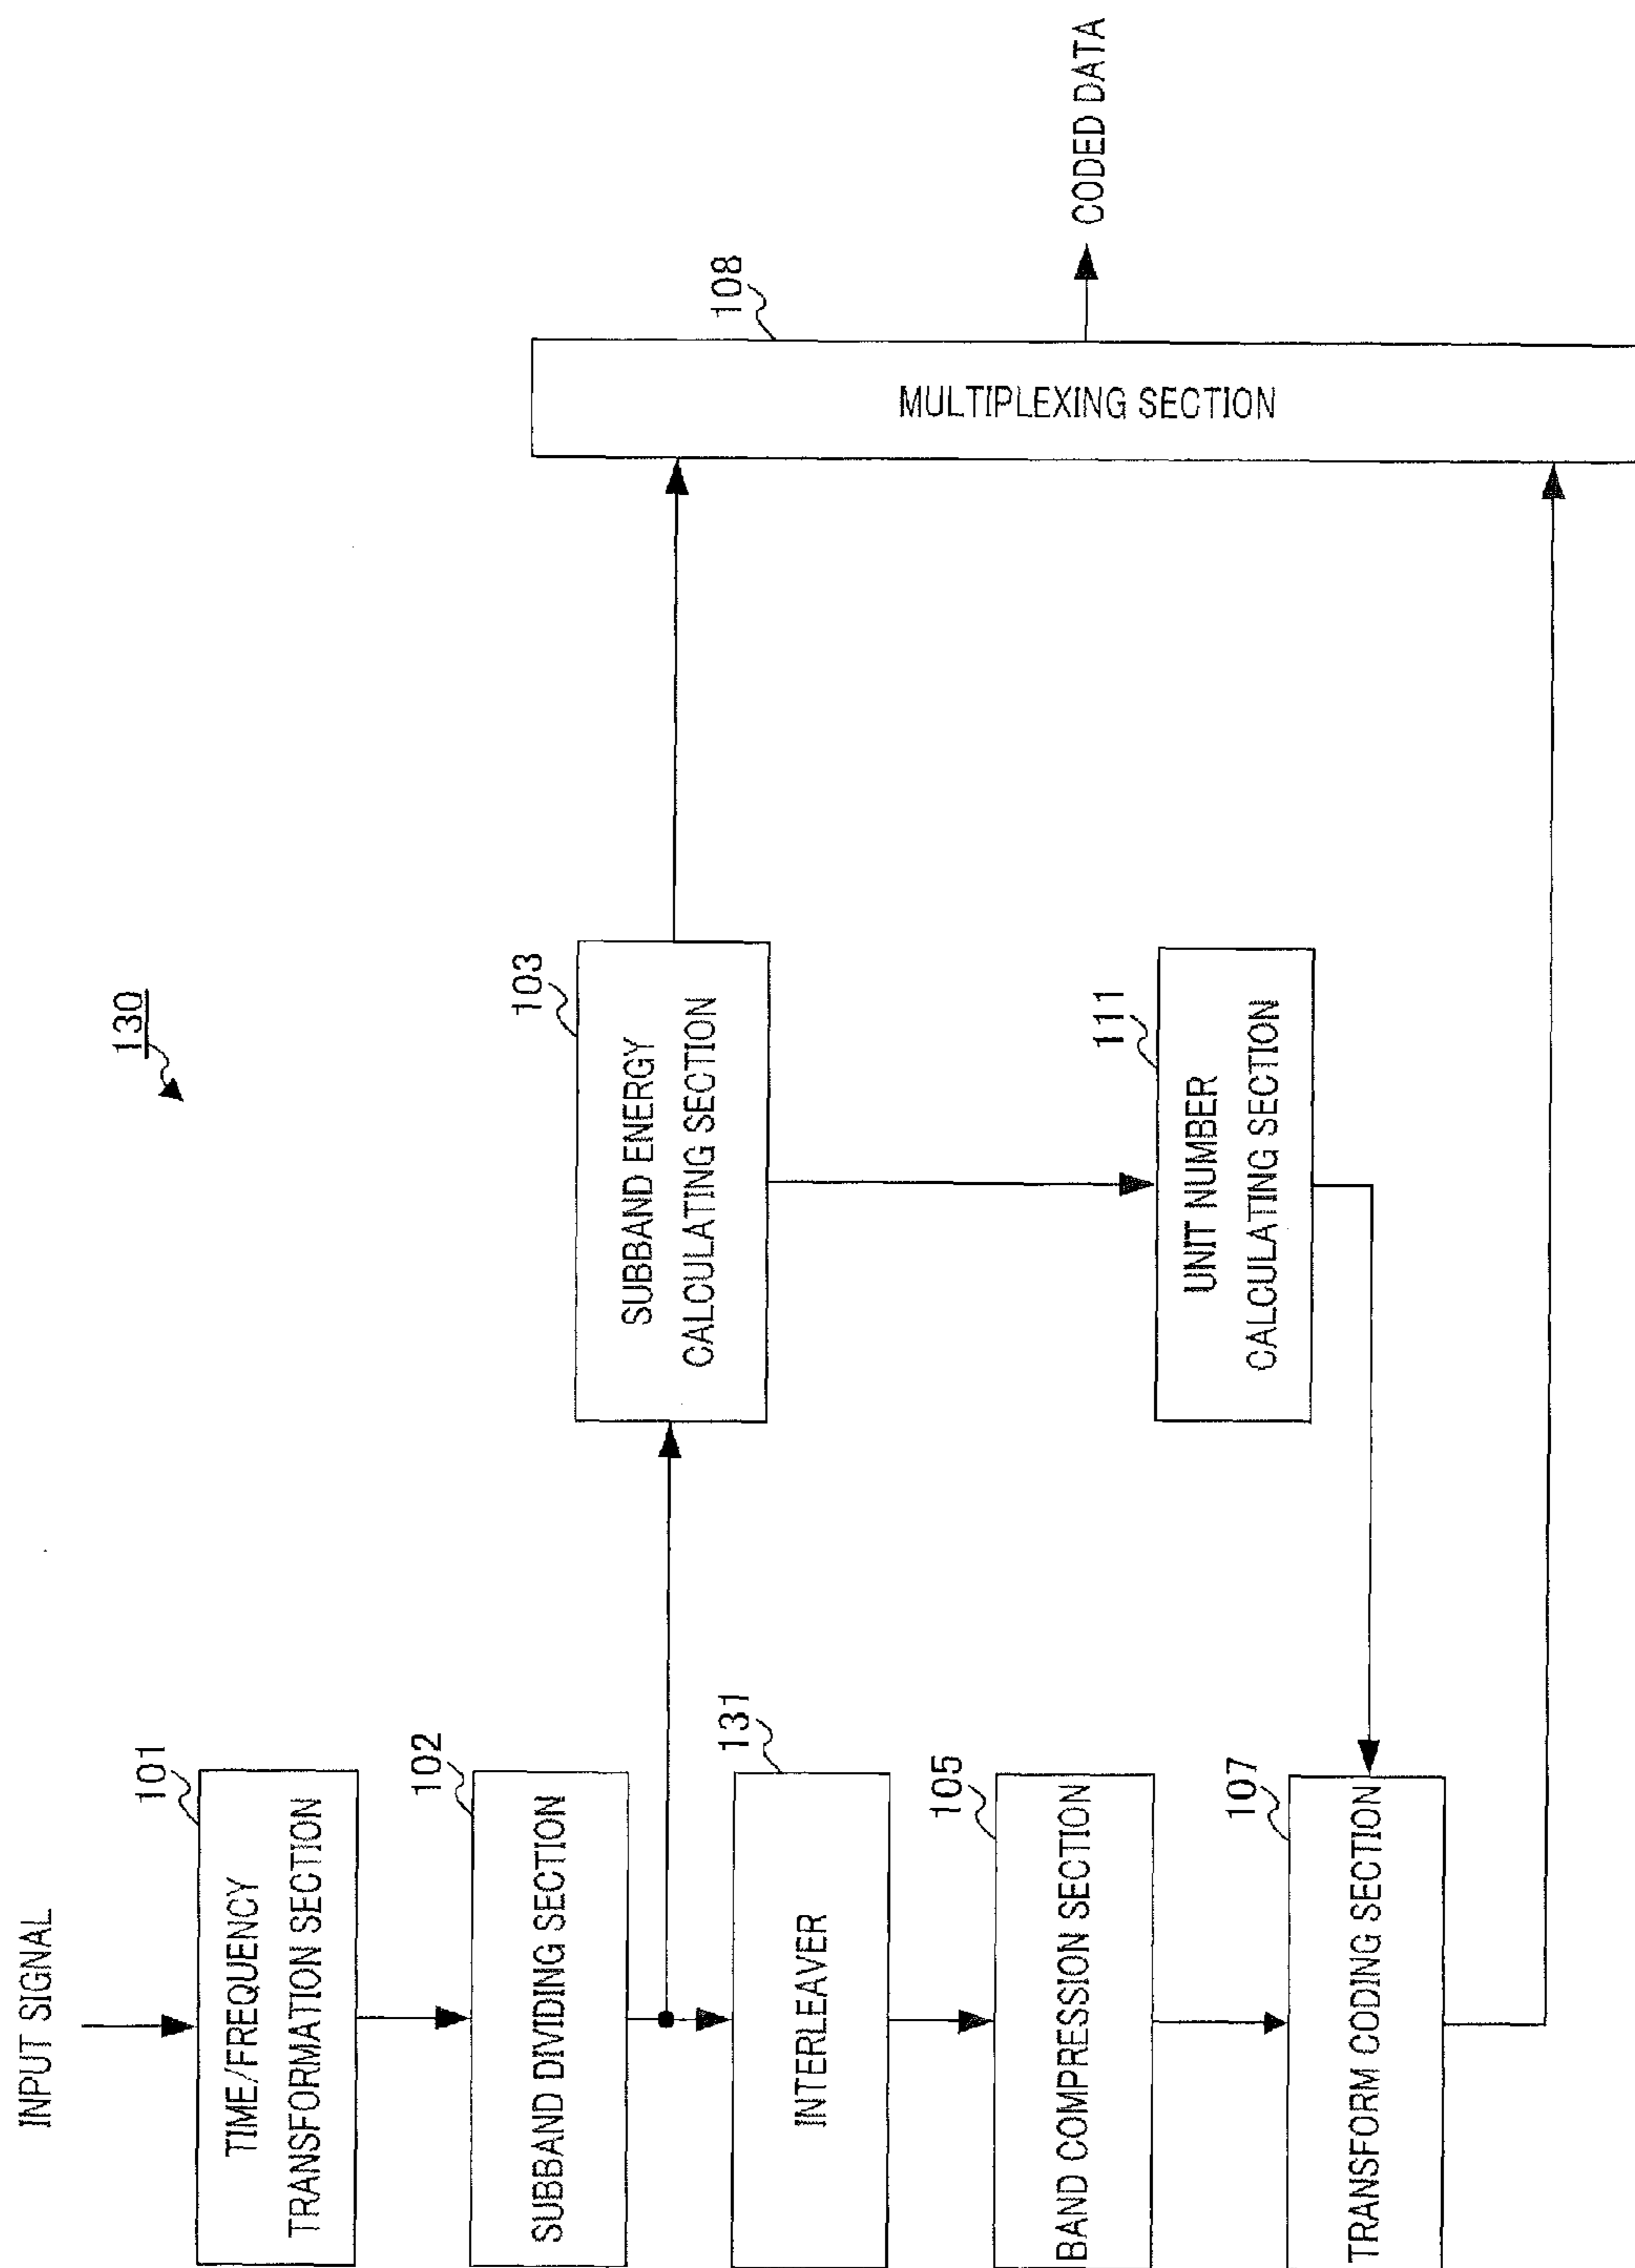 130
INPUT SIGNAL
101
TIME/FREQUENCY
TRANSFORMATION SECTION
102
SUBBAND DIVIDING SECTION
103
SUBBAND ENERGY
CALCULATING SECTION
131
INTERLEAVER
105
BAND COMPRESSION SECTION
111
UNIT NUMBER
CALCULATING SECTION
107
TRANSFORM CODING SECTION
108
MULTIPLEXING SECTION
CODED DATA